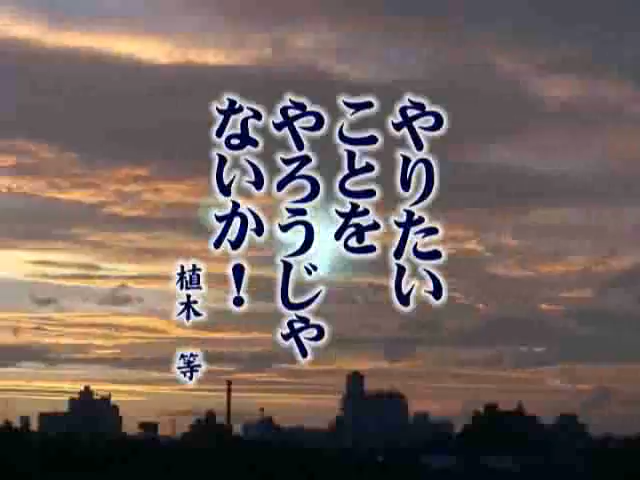 やりたい
ことを
やろうじゃ
ないか！
植木 等